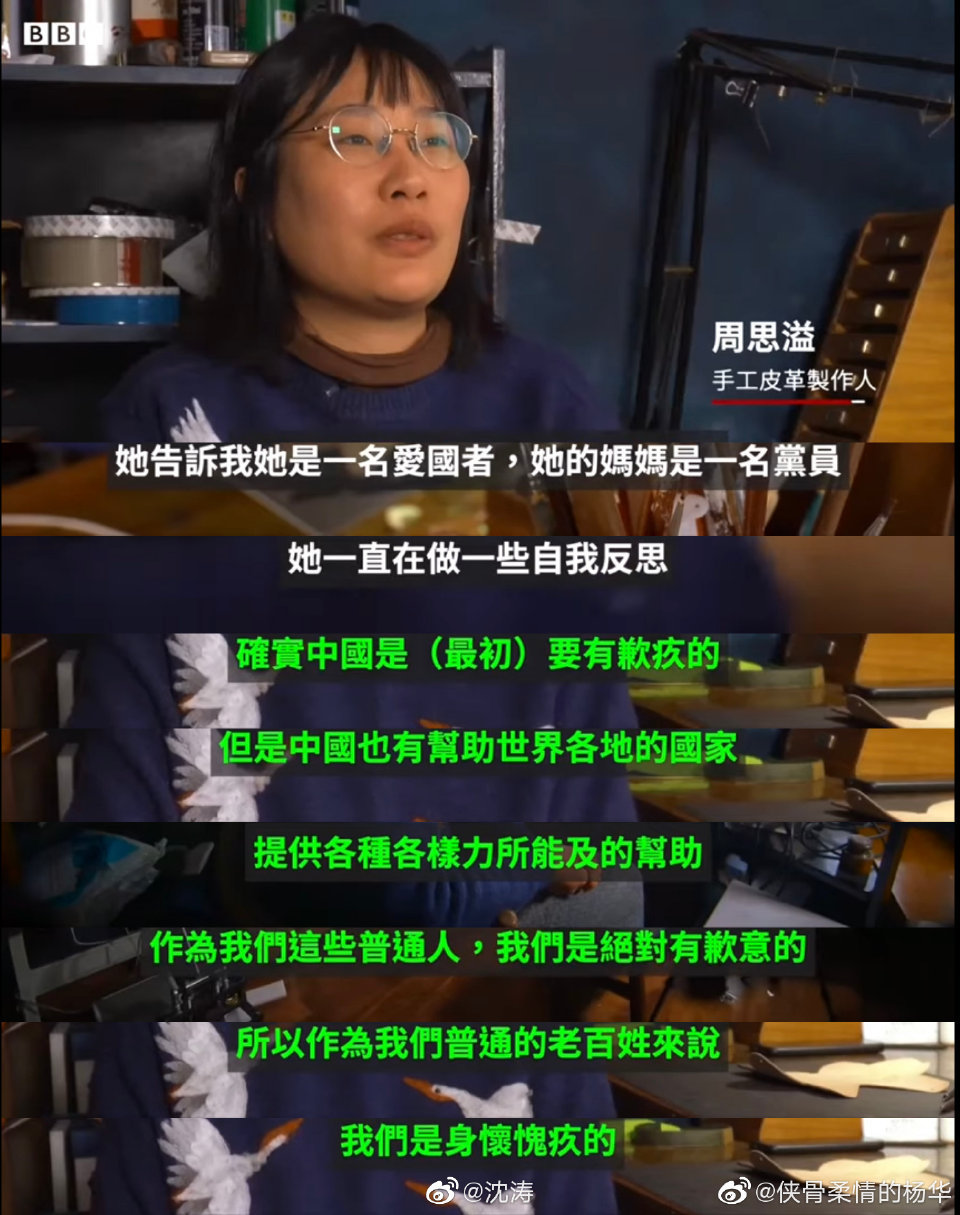 BBC
周思溢
手工皮革製作人
她告訴我她是一名愛國者，她的媽媽是一名黨員
她一直在做一些自我反思
確實中國是（最初）要有歉疚的
但是中國也有幫助世界各地的國家
提供各種各樣力所能及的幫助
作為我們這些普通人，我們是絕對有歉意的
所以作為我們普通的老百姓來說
我們是身懷愧疚的
@沈涛
@侠骨柔情的杨华